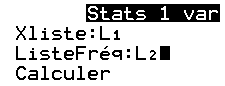 Stats 1 var
Xliste:L₁
ListeFréq:L₂
Calculer